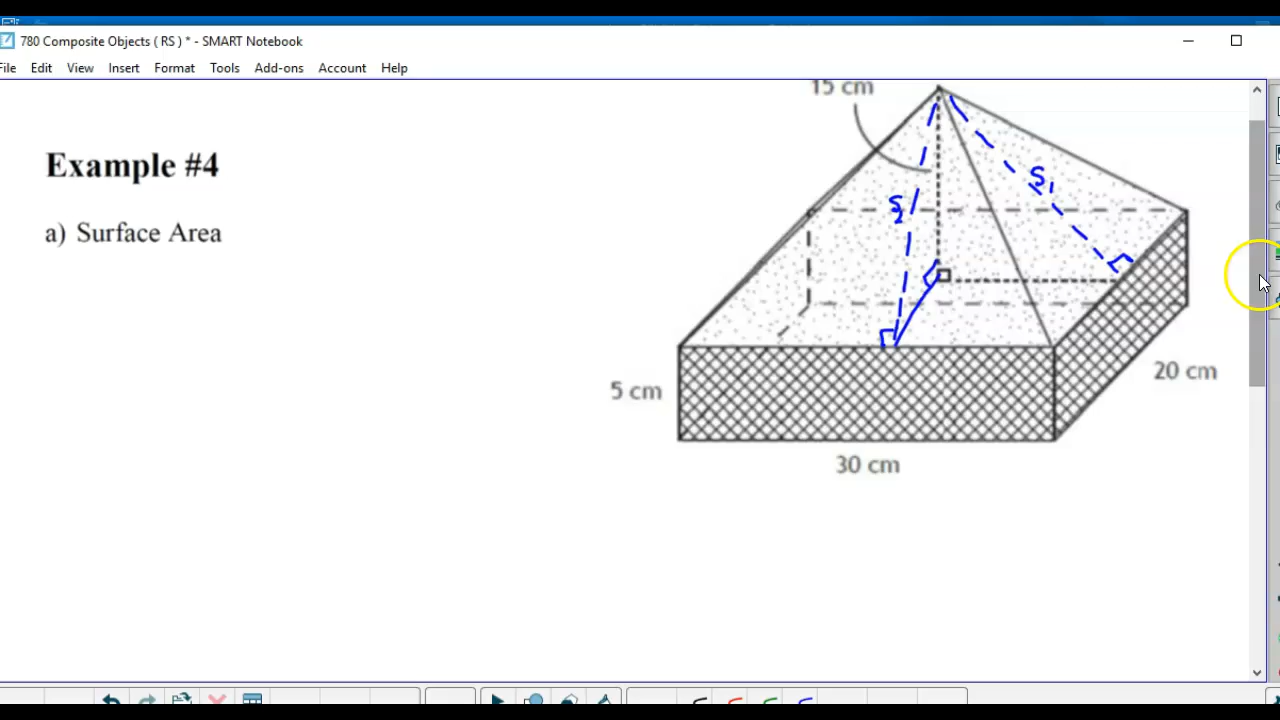 780 Composite Objects ( RS ) * - SMART Notebook
File Edit View Insert Format Tools Add-ons Account Help
15 cm
Example #4
S1
S2
a) Surface Area
5 cm
20 cm
30 cm